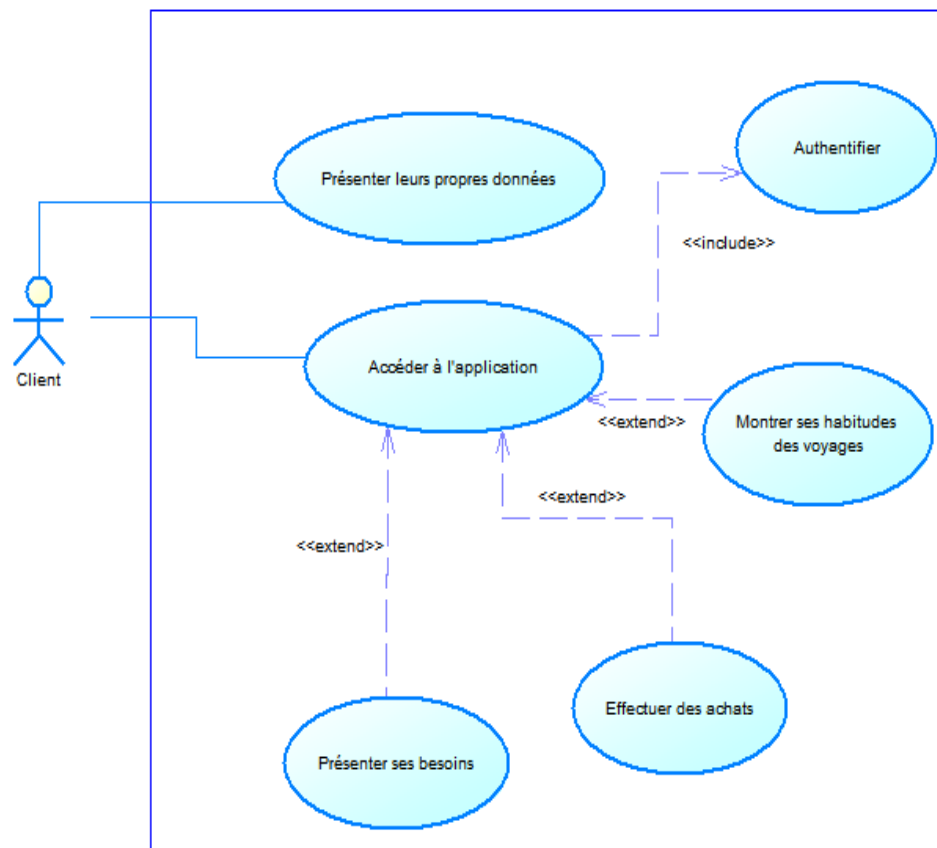 Authentifier
Présenter leurs propres données
<<include>>
Client
Accéder à l'application
<<extend>>
Montrer ses habitudes
des voyages
<<extend>>
<<extend>>
Effectuer des achats
Présenter ses besoins